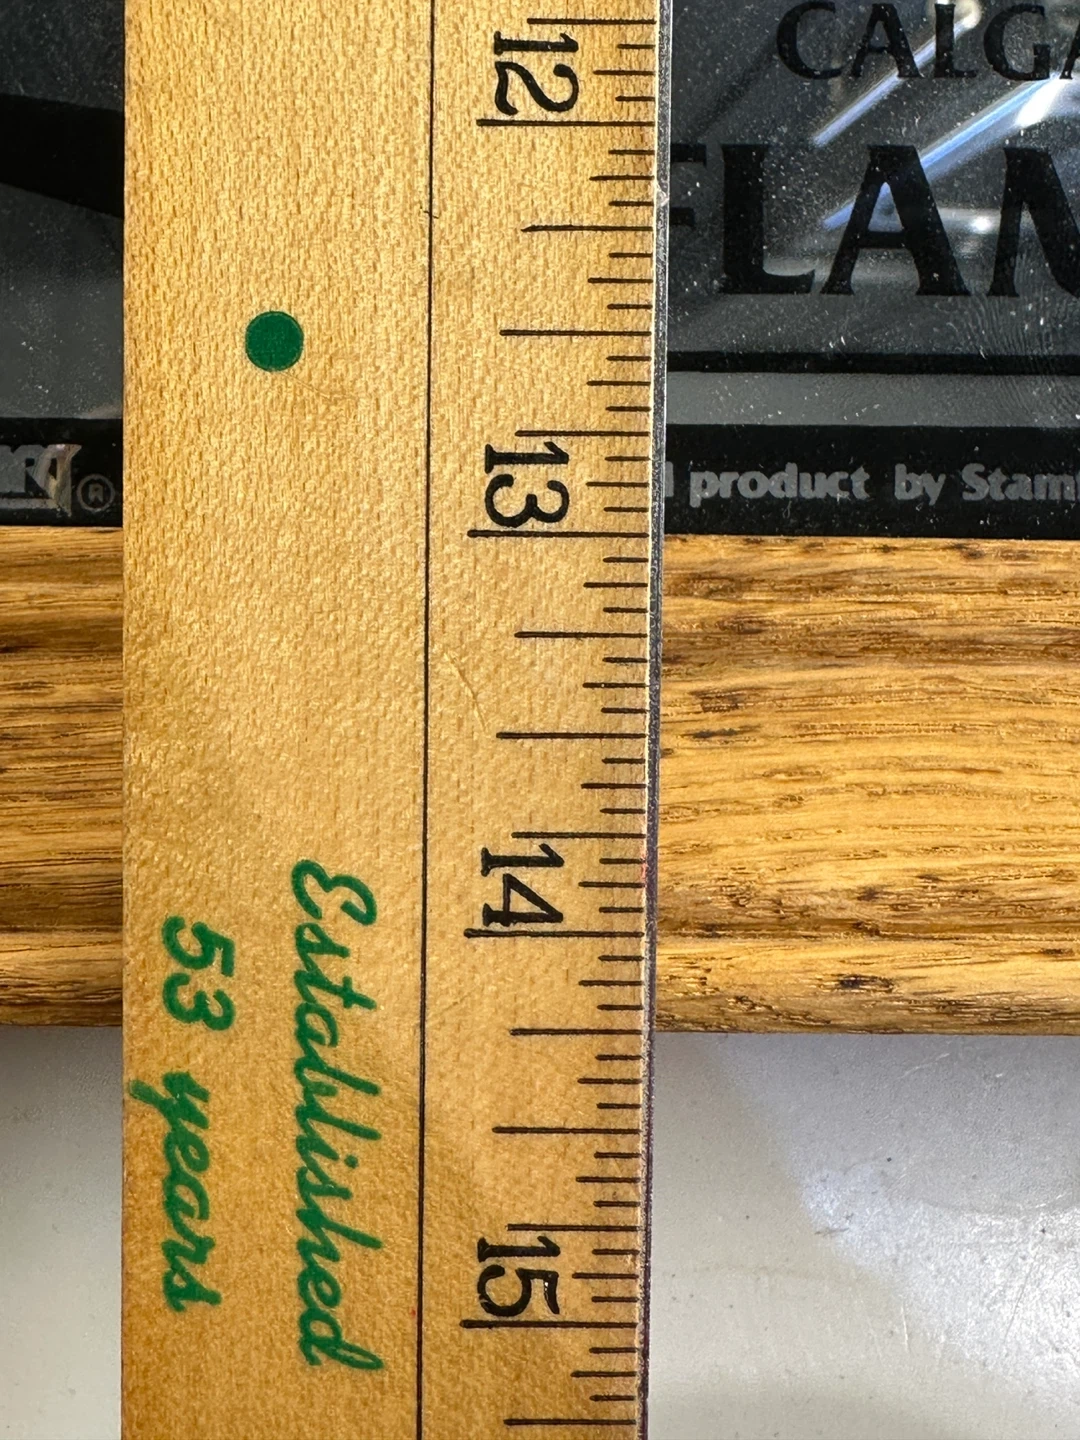 CALGA
FLAM
®
product by Stam
12
13
14
15
Established
53 years